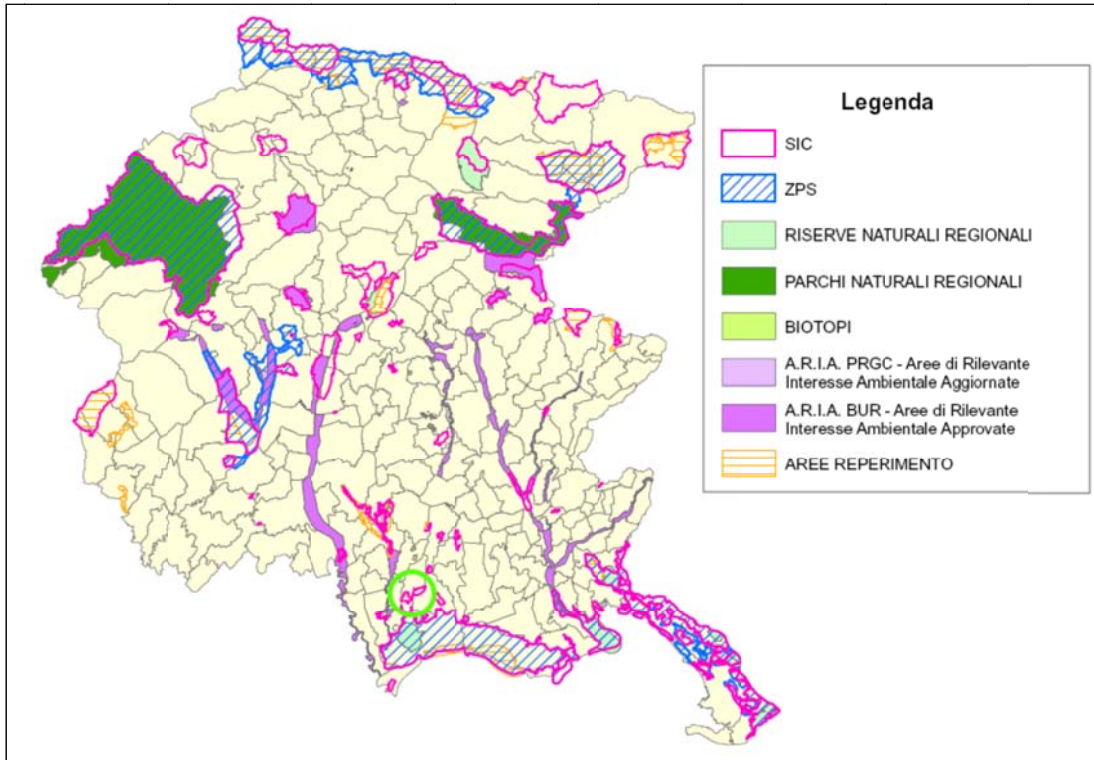 Legenda
SIC
ZPS
RISERVE NATURALI REGIONALI
PARCHI NATURALI REGIONALI
BIOTOPI
A.R.I.A. PRGC - Aree di Rilevante
Interesse Ambientale Aggiornate
A.R.I.A. BUR - Aree di Rilevante
Interesse Ambientale Approvate
AREE REPERIMENTO